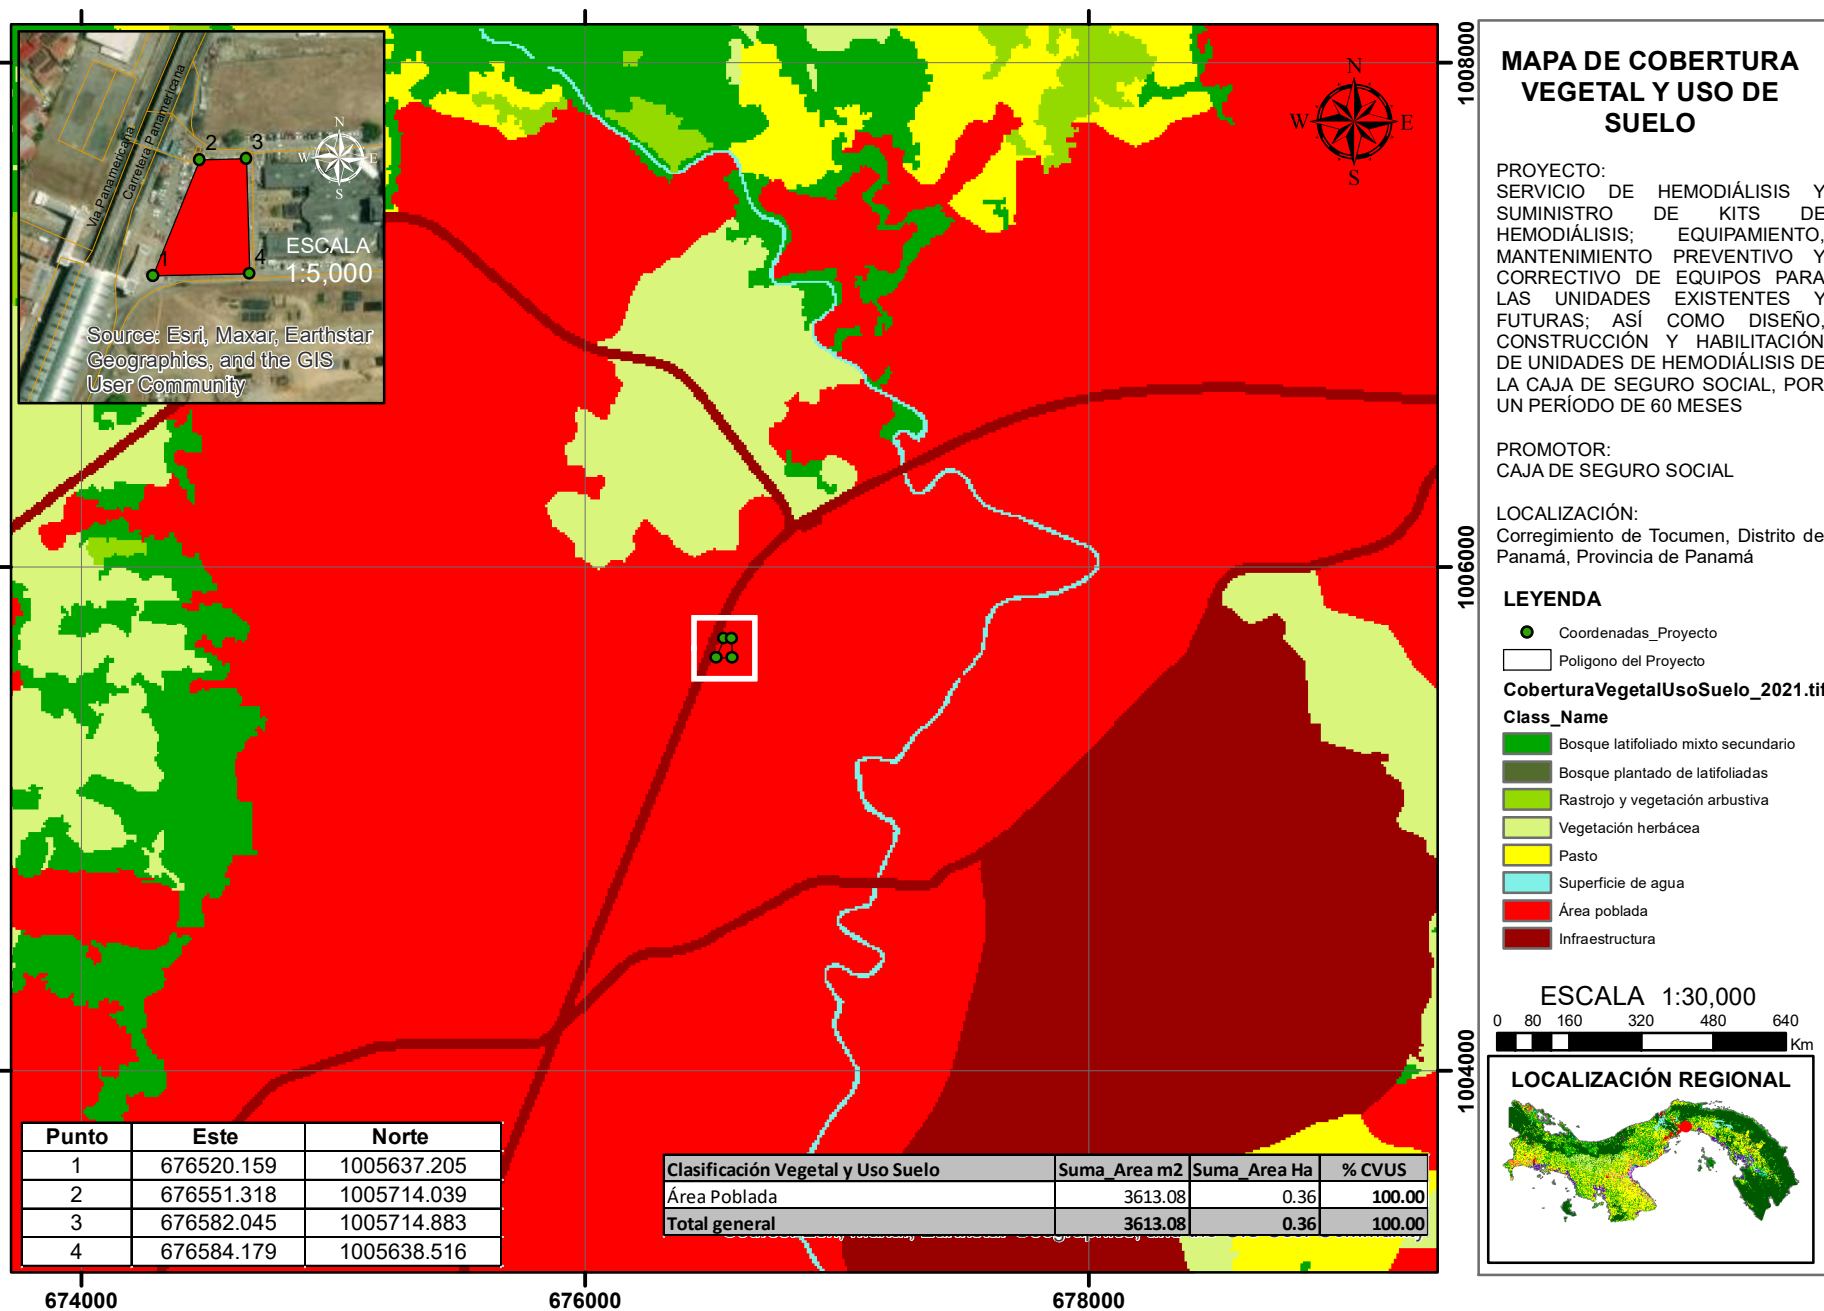 Via Panamericana
Carretera Panamericana
2
3
1
4
N
W
E
S
ESCALA
1:5,000
Source: Esri, Maxar, Earthstar
Geographics, and the GIS
User Community
N
W
E
S
1008000
1006000
1004000
674000
676000
678000
Punto Este Norte
1 676520.159 1005637.205
2 676551.318 1005714.039
3 676582.045 1005714.883
4 676584.179 1005638.516
Clasificación Vegetal y Uso Suelo Suma_Area m2 Suma_Area Ha % CVUS
Área Poblada 3613.08 0.36 100.00
Total general 3613.08 0.36 100.00
MAPA DE COBERTURA
VEGETAL Y USO DE
SUELO
PROYECTO:
SERVICIO DE HEMODIÁLISIS Y
SUMINISTRO DE KITS DE
HEMODIÁLISIS; EQUIPAMIENTO,
MANTENIMIENTO PREVENTIVO Y
CORRECTIVO DE EQUIPOS PARA
LAS UNIDADES EXISTENTES Y
FUTURAS; ASÍ COMO DISEÑO,
CONSTRUCCIÓN Y HABILITACIÓN
DE UNIDADES DE HEMODIÁLISIS DE
LA CAJA DE SEGURO SOCIAL, POR
UN PERÍODO DE 60 MESES
PROMOTOR:
CAJA DE SEGURO SOCIAL
LOCALIZACIÓN:
Corregimiento de Tocumen, Distrito de
Panamá, Provincia de Panamá
LEYENDA
Coordenadas_Proyecto
Poligono del Proyecto
CoberturaVegetalUsoSuelo_2021.tif
Class_Name
Bosque latifoliado mixto secundario
Bosque plantado de latifoliadas
Rastrojo y vegetación arbustiva
Vegetación herbácea
Pasto
Superficie de agua
Área poblada
Infraestructura
ESCALA 1:30,000
0 80 160 320 480 640
Km
LOCALIZACIÓN REGIONAL